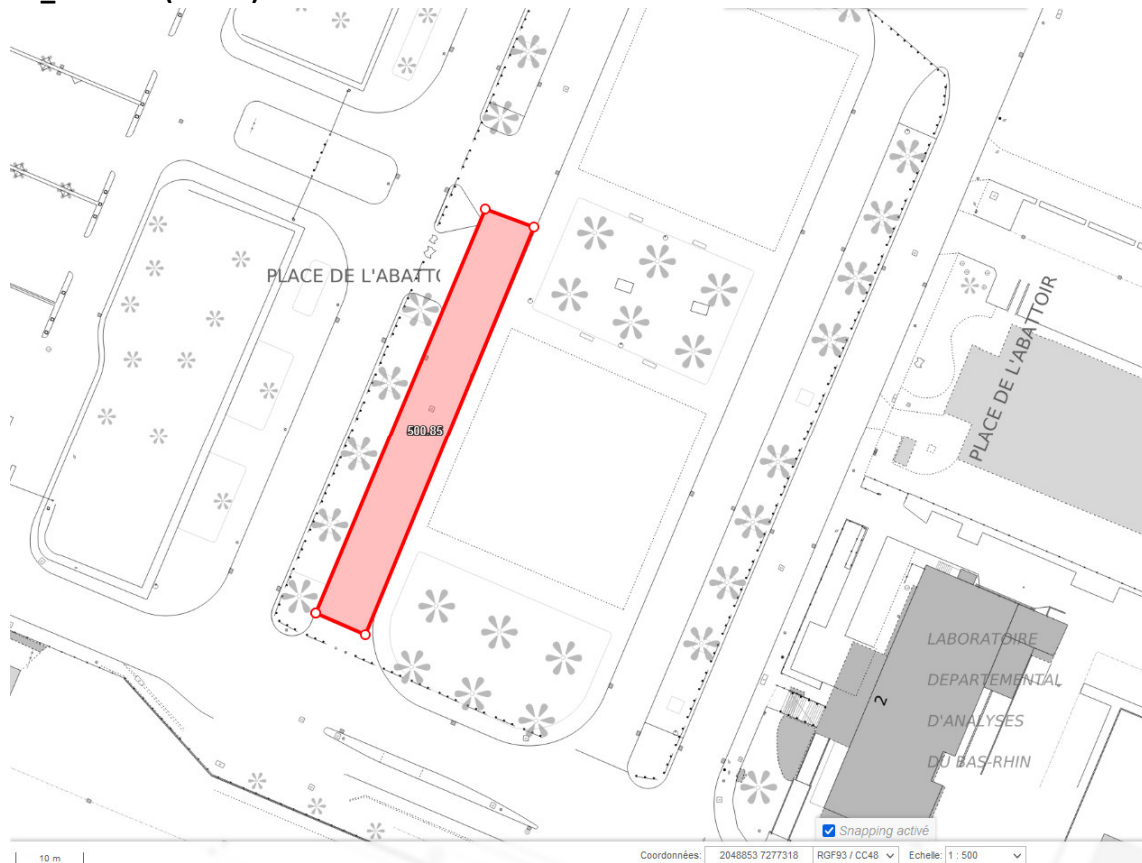 PLACE DE L'ABATT
500.85
PLACE DE L'ABATTOIR
2
LABORATOIRE
DEPARTEMENTAL
D'ANALYSES
DU BAS-RHIN
Snapping activé
10 m
Coordonnées: 2048853 7277318 RGF93 / CC48 Echelle: 1 : 500